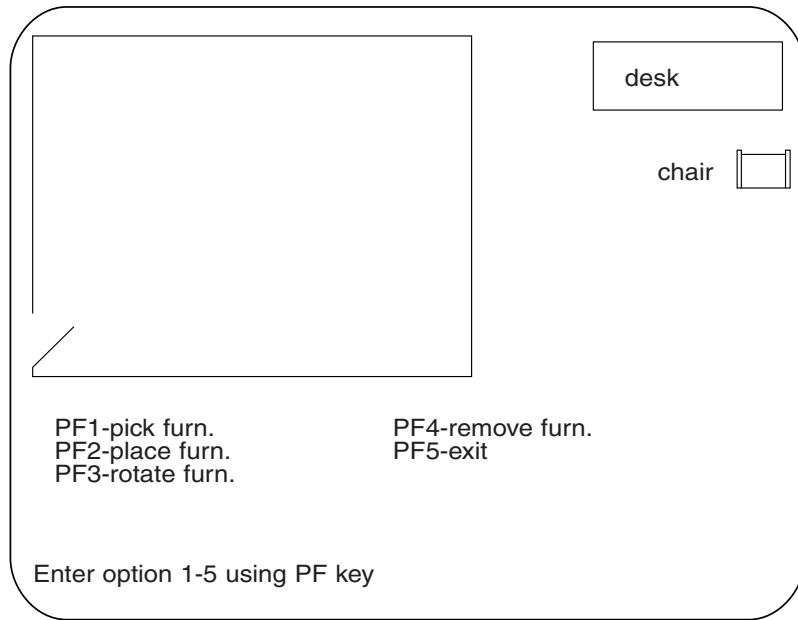 desk
chair
PF1-pick furn.
PF2-place furn.
PF3-rotate furn.
PF4-remove furn.
PF5-exit
Enter option 1-5 using PF key